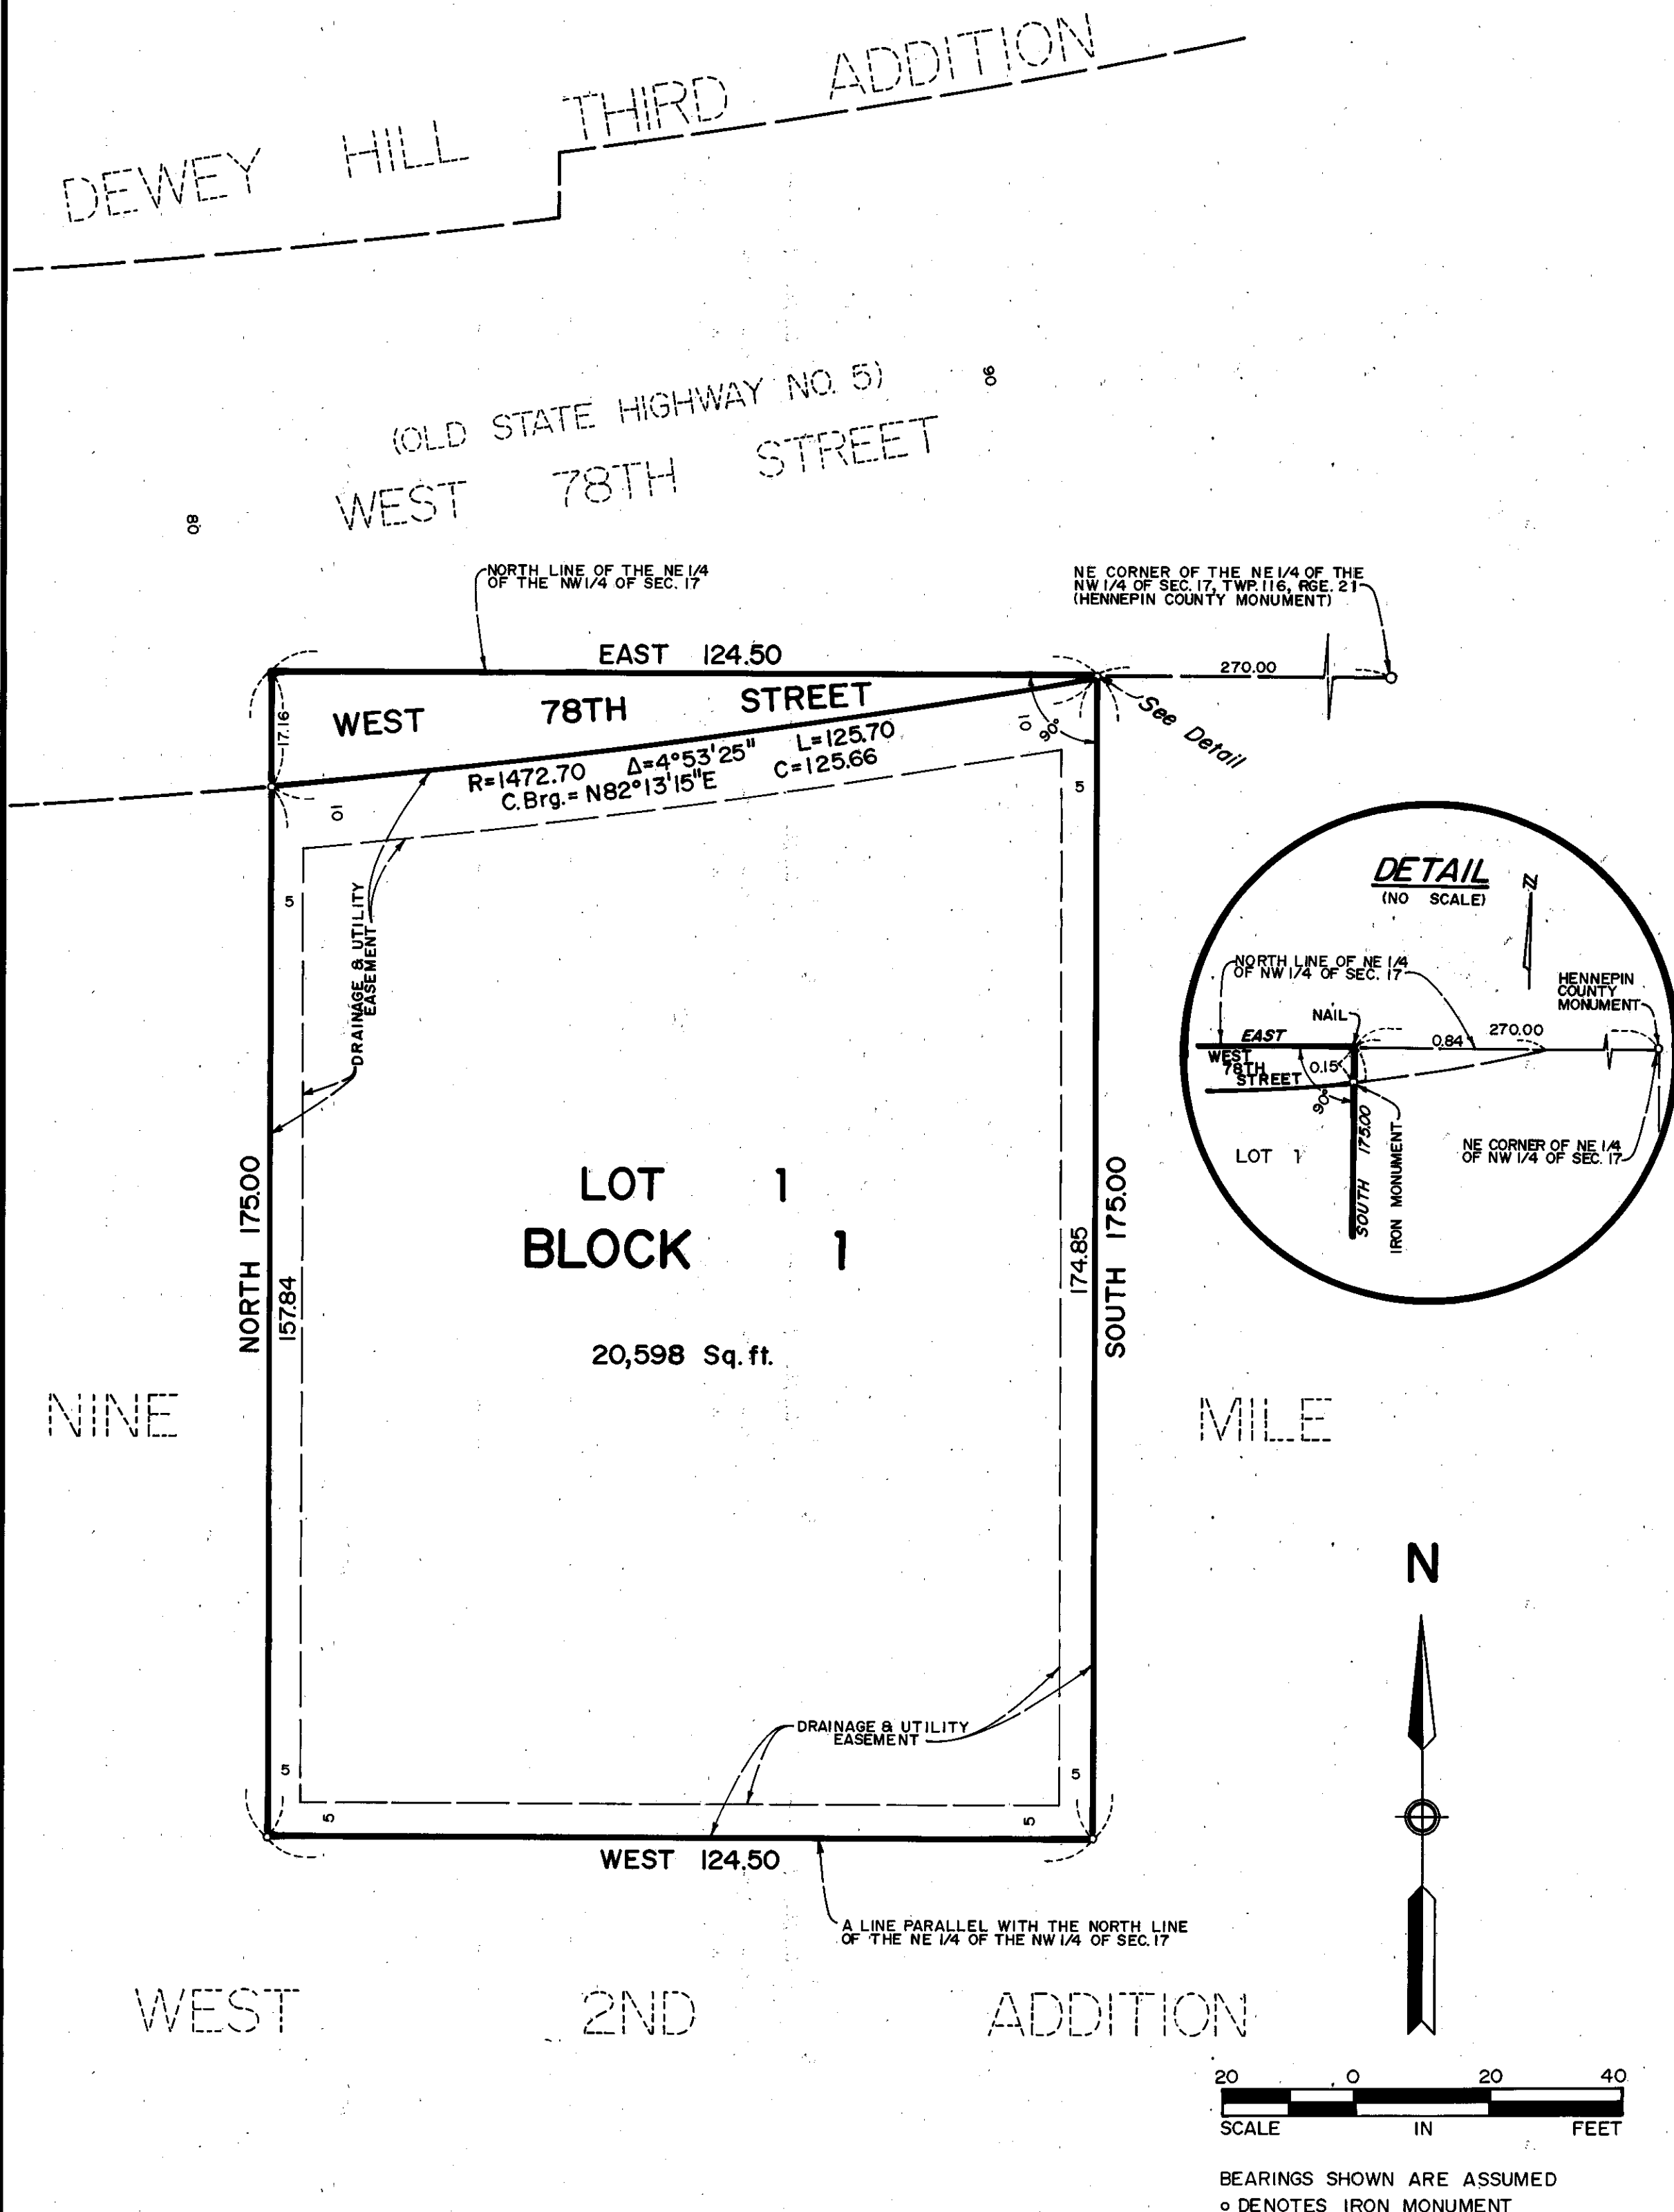 DEWEY HILL THIRD ADDITION
(OLD STATE HIGHWAY NO. 5)
WEST 78TH STREET
90
80
NORTH LINE OF THE NE 1/4
OF THE NW 1/4 OF SEC. 17
NE CORNER OF THE NE 1/4 OF THE
NW 1/4 OF SEC. 17, TWP. 116, RGE. 21
(HENNEPIN COUNTY MONUMENT)
EAST 124.50
270.00
WEST 78TH STREET
17.16
R=1472.70 Δ=4°53'25" L=125.70
C.Brg.= N82°13'15"E C=125.66
10
90°
See Detail
10
5
5
DRAINAGE & UTILITY
EASEMENT
DETAIL
(NO SCALE)
N
NORTH LINE OF NE 1/4
OF NW 1/4 OF SEC. 17
HENNEPIN
COUNTY
MONUMENT
NAIL
EAST
0.84
270.00
WEST
78TH
STREET
0.15
90°
LOT 1
SOUTH 175.00
IRON MONUMENT
NE CORNER OF NE 1/4
OF NW 1/4 OF SEC. 17
NORTH 175.00
157.84
LOT 1
BLOCK 1
20,598 Sq. ft.
174.85
SOUTH 175.00
NINE MILE
N
DRAINAGE & UTILITY
EASEMENT
5
5
5
5
WEST 124.50
A LINE PARALLEL WITH THE NORTH LINE
OF THE NE 1/4 OF THE NW 1/4 OF SEC. 17
WEST 2ND ADDITION
20 0 20 40
SCALE IN FEET
BEARINGS SHOWN ARE ASSUMED
o DENOTES IRON MONUMENT